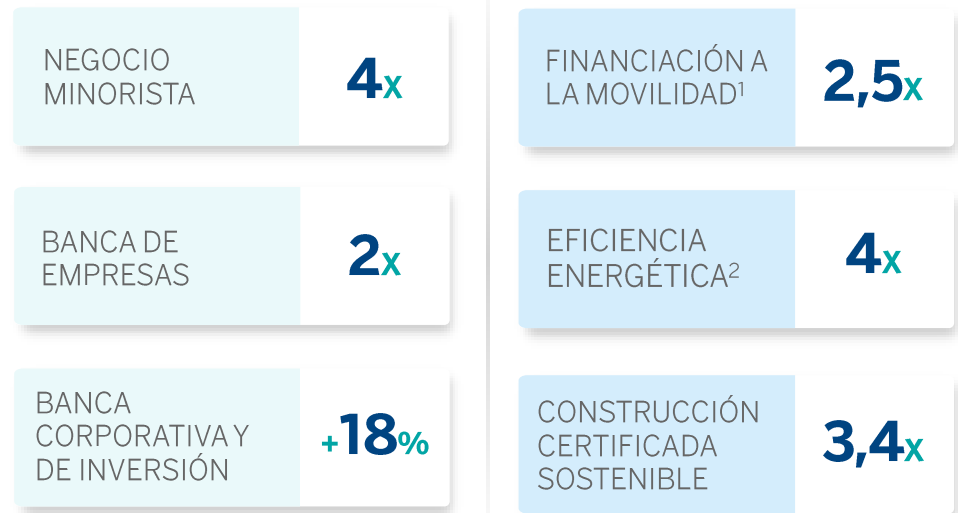 NEGOCIO
MINORISTA
4x
BANCA DE
EMPRESAS
2x
BANCA
CORPORATIVA Y
DE INVERSIÓN
+18%
FINANCIACIÓN A
LA MOVILIDAD¹
2,5x
EFICIENCIA
ENERGÉTICA²
4x
CONSTRUCCIÓN
CERTIFICADA
SOSTENIBLE
3,4x